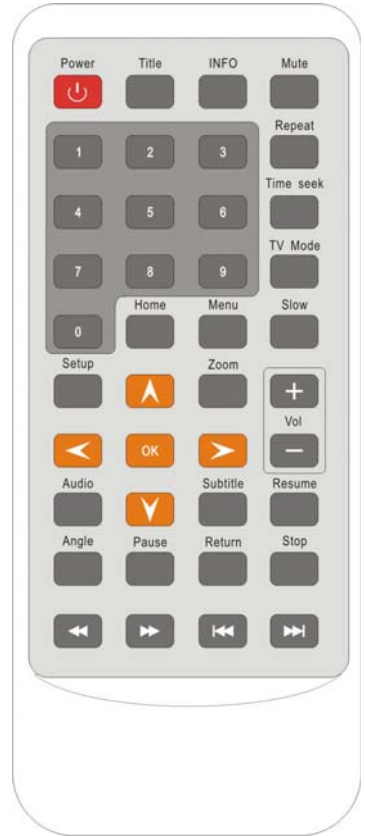 Power Title INFO Mute
Repeat
1 2 3
Time seek
4 5 6
TV Mode
7 8 9
Home Menu Slow
0
Setup Zoom
+
Vol
OK −
Audio Subtitle Resume
Angle Pause Return Stop